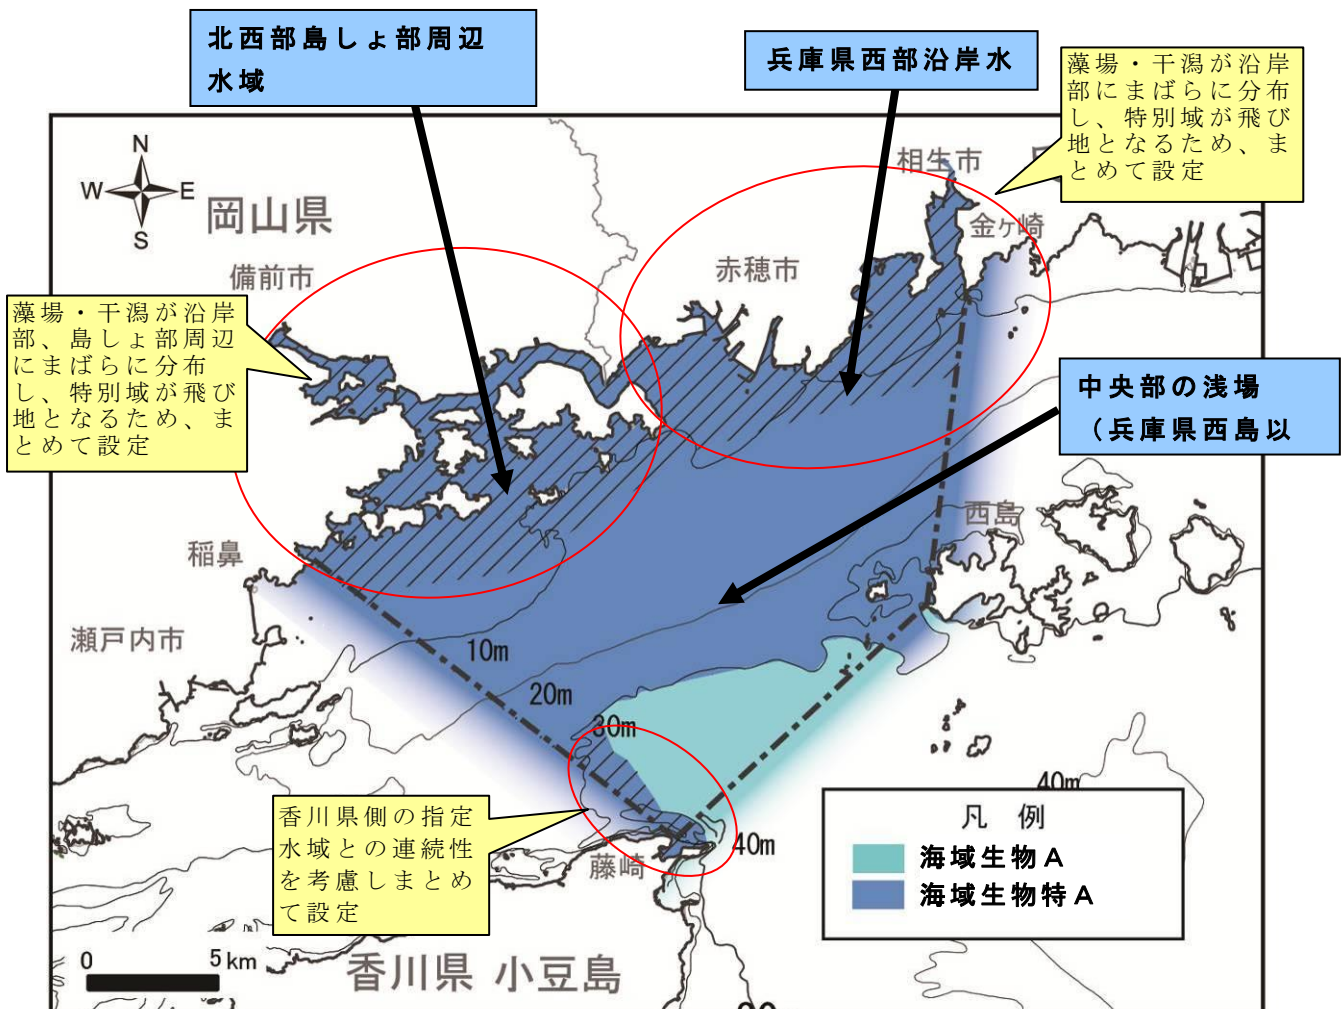 北西部島しょ部周辺
水域
兵庫県西部沿岸水
藻場・干潟が沿岸
部にまばらに分布
し、特別域が飛び
地となるため、ま
とめて設定
N
W
E
S
岡山県
備前市
相生市
金ヶ崎
赤穂市
藻場・干潟が沿岸
部、島しょ部周辺
にまばらに分布
し、特別域が飛び
地となるため、ま
とめて設定
中央部の浅場
(兵庫県西島以
西島
稲鼻
瀬戸内市
10m
20m
30m
40m
40m
香川県側の指定
水域との連続性
を考慮しまとめ
て設定
藤崎
凡 例
海域生物A
海域生物特A
0
5km
香川県 小豆島